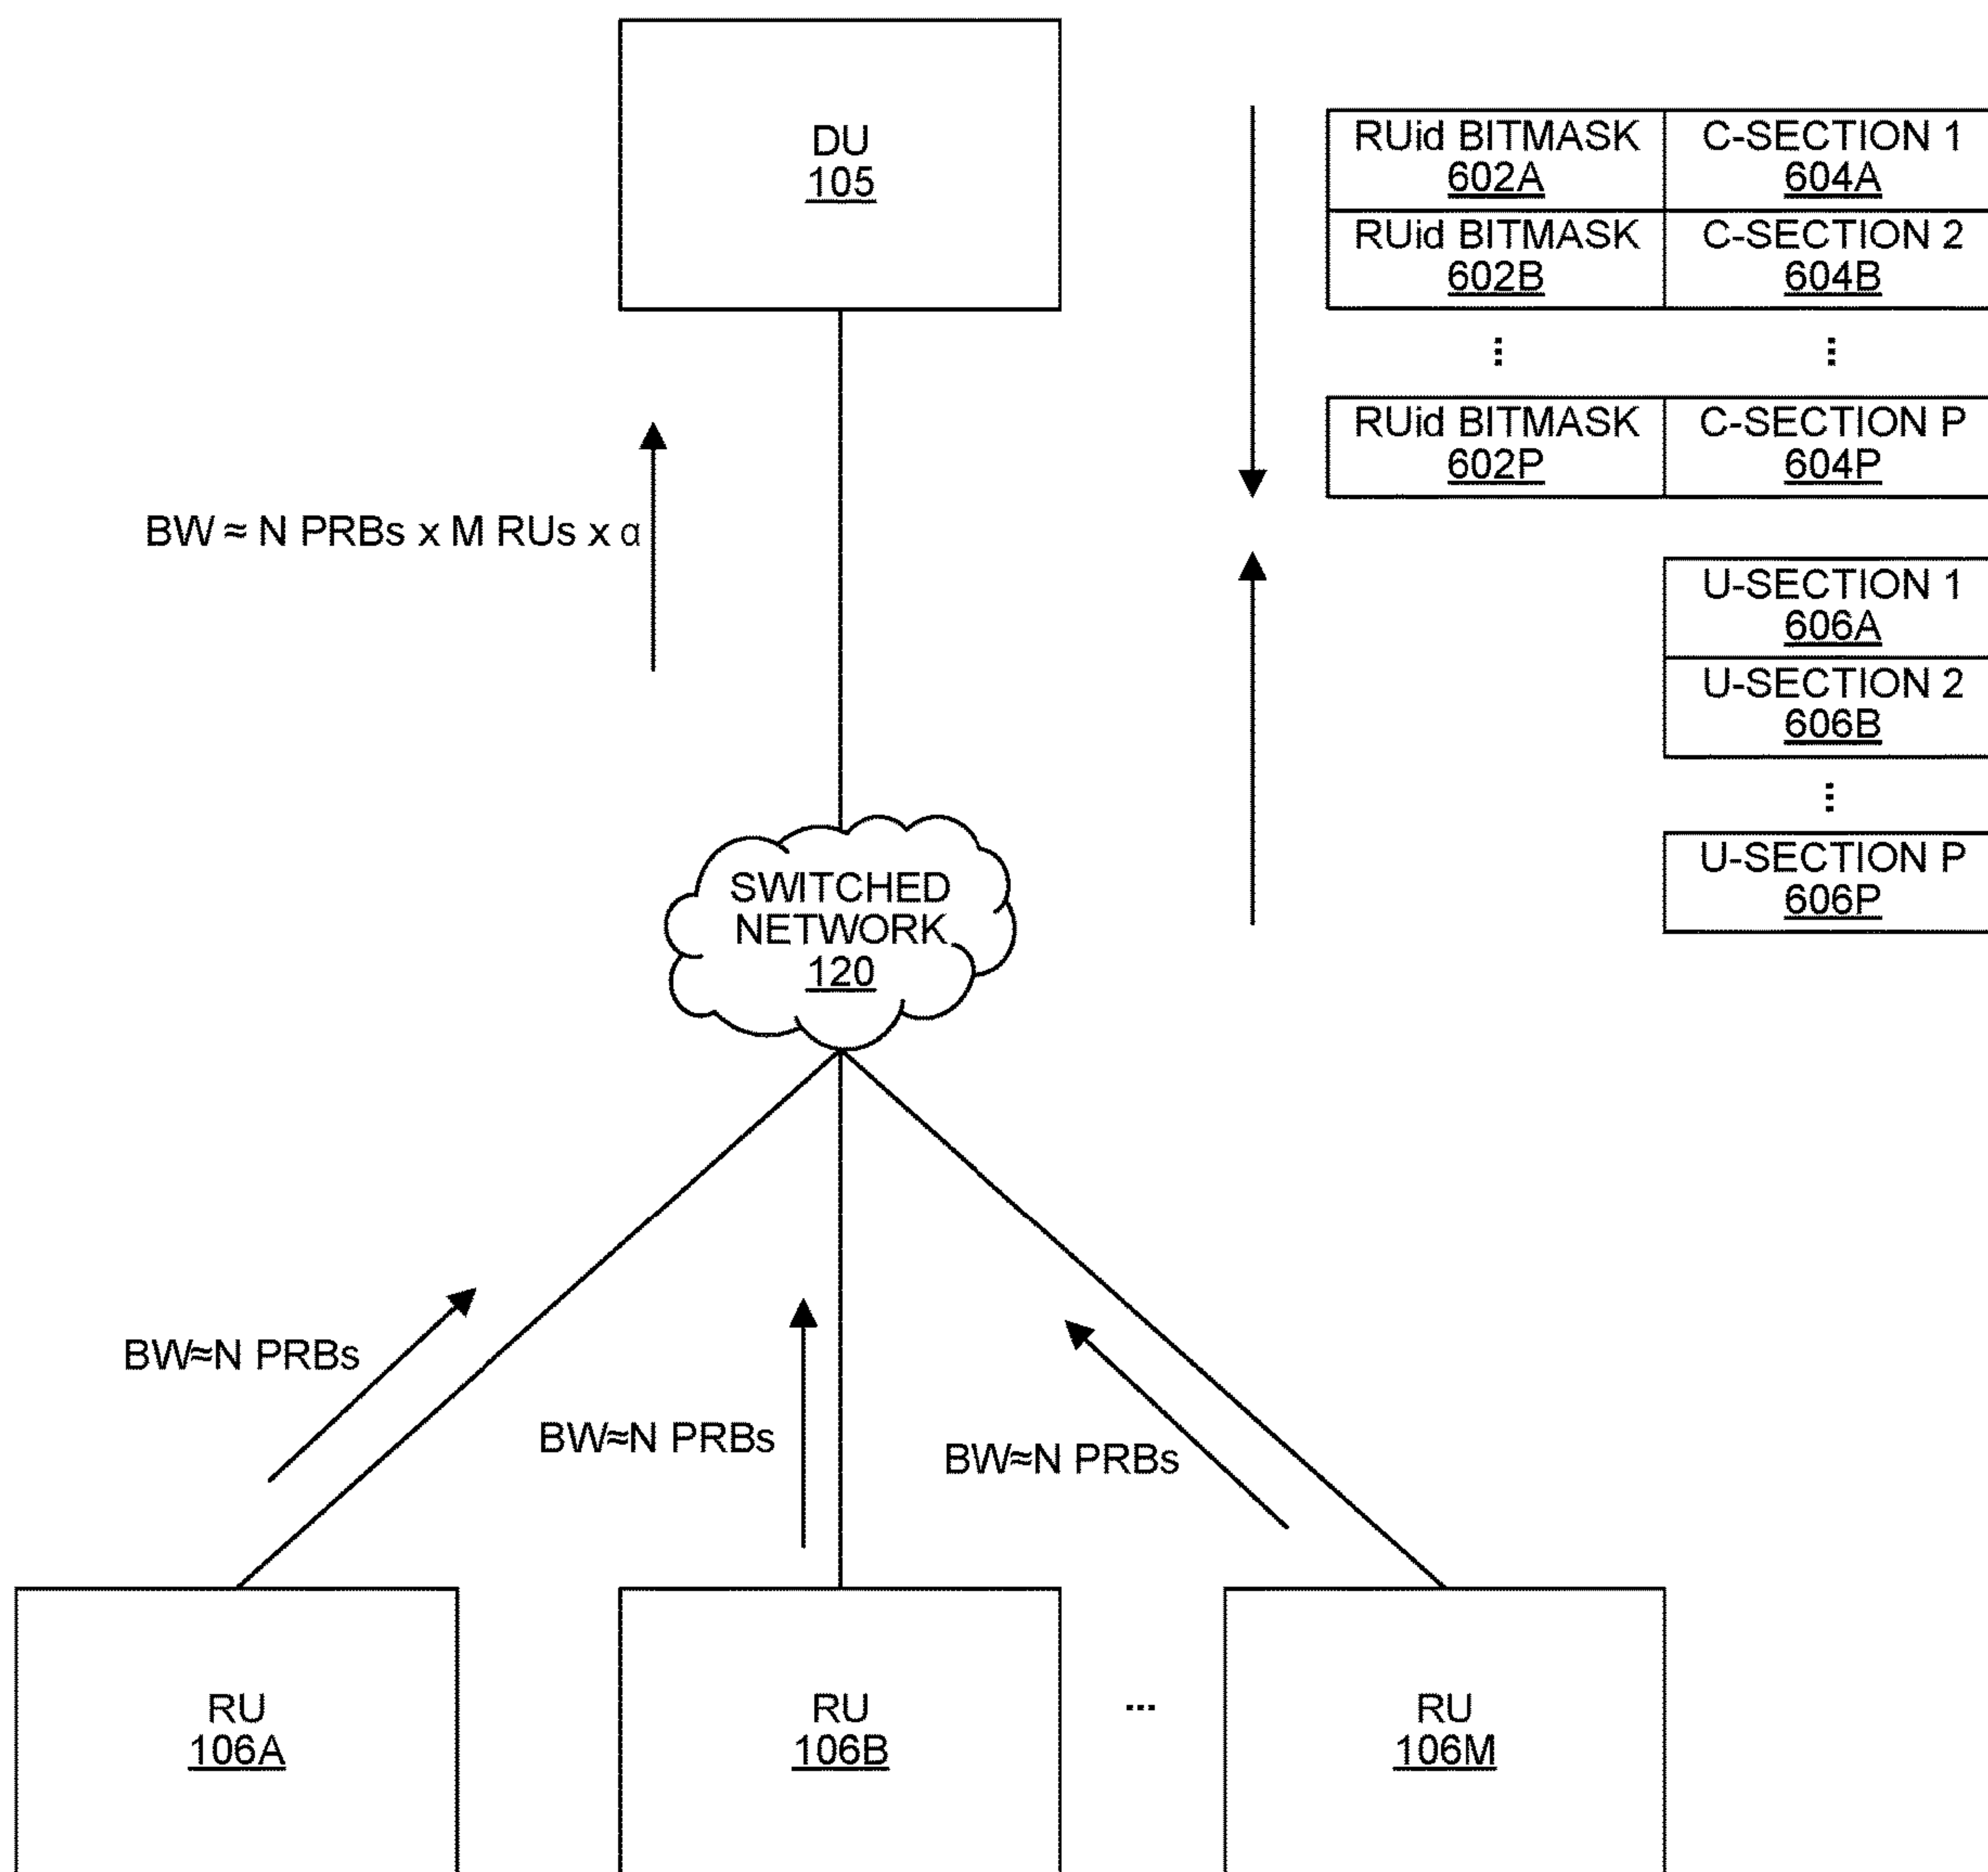 DU
105
RUid BITMASK C-SECTION 1
602A 604A
RUid BITMASK C-SECTION 2
602B 604B
⋮ ⋮
RUid BITMASK C-SECTION P
602P 604P
BW ≈ N PRBs x M RUs x α
U-SECTION 1
606A
U-SECTION 2
606B
⋮
U-SECTION P
606P
SWITCHED
NETWORK
120
BW≈N PRBs
BW≈N PRBs
BW≈N PRBs
RU
106A
RU
106B
...
RU
106M